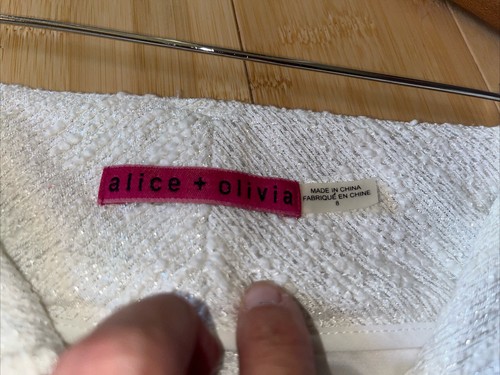 alice + olivia
MADE IN CHINA
FABRIQUÉ EN CHINE
8